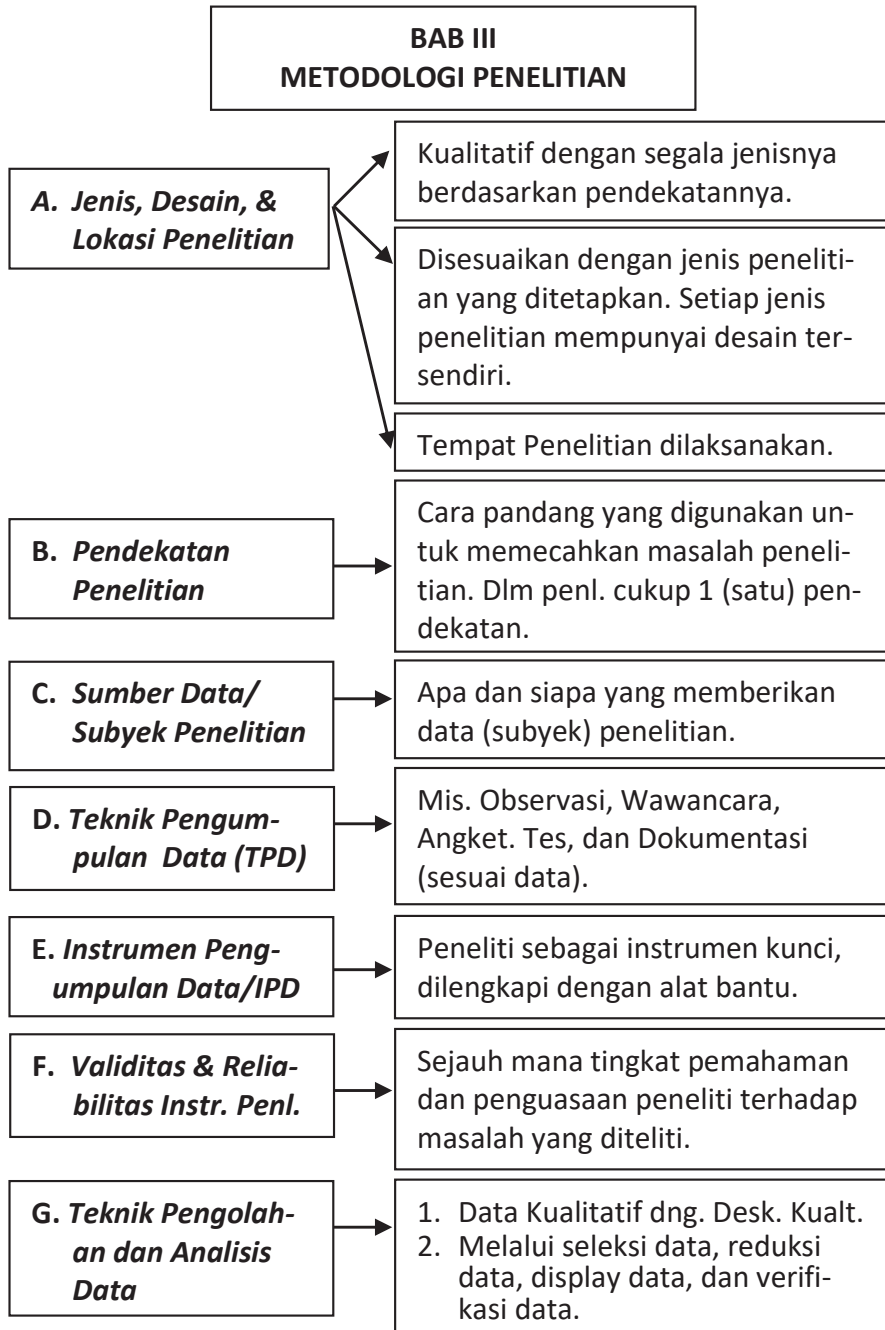 BAB III
METODOLOGI PENELITIAN
A. Jenis, Desain, &
Lokasi Penelitian
Kualitatif dengan segala jenisnya
berdasarkan pendekatannya.
Disesuaikan dengan jenis peneliti-
an yang ditetapkan. Setiap jenis
penelitian mempunyai desain ter-
sendiri.
Tempat Penelitian dilaksanakan.
B. Pendekatan
Penelitian
Cara pandang yang digunakan un-
tuk memecahkan masalah peneli-
tian. Dlm penl. cukup 1 (satu) pen-
dekatan.
C. Sumber Data/
Subyek Penelitian
Apa dan siapa yang memberikan
data (subyek) penelitian.
D. Teknik Pengum-
pulan Data (TPD)
Mis. Observasi, Wawancara,
Angket. Tes, dan Dokumentasi
(sesuai data).
E. Instrumen Peng-
umpulan Data/IPD
Peneliti sebagai instrumen kunci,
dilengkapi dengan alat bantu.
F. Validitas & Relia-
bilitas Instr. Penl.
Sejauh mana tingkat pemahaman
dan penguasaan peneliti terhadap
masalah yang diteliti.
G. Teknik Pengolah-
an dan Analisis
Data
1. Data Kualitatif dng. Desk. Kualt.
2. Melalui seleksi data, reduksi
data, display data, dan verifi-
kasi data.